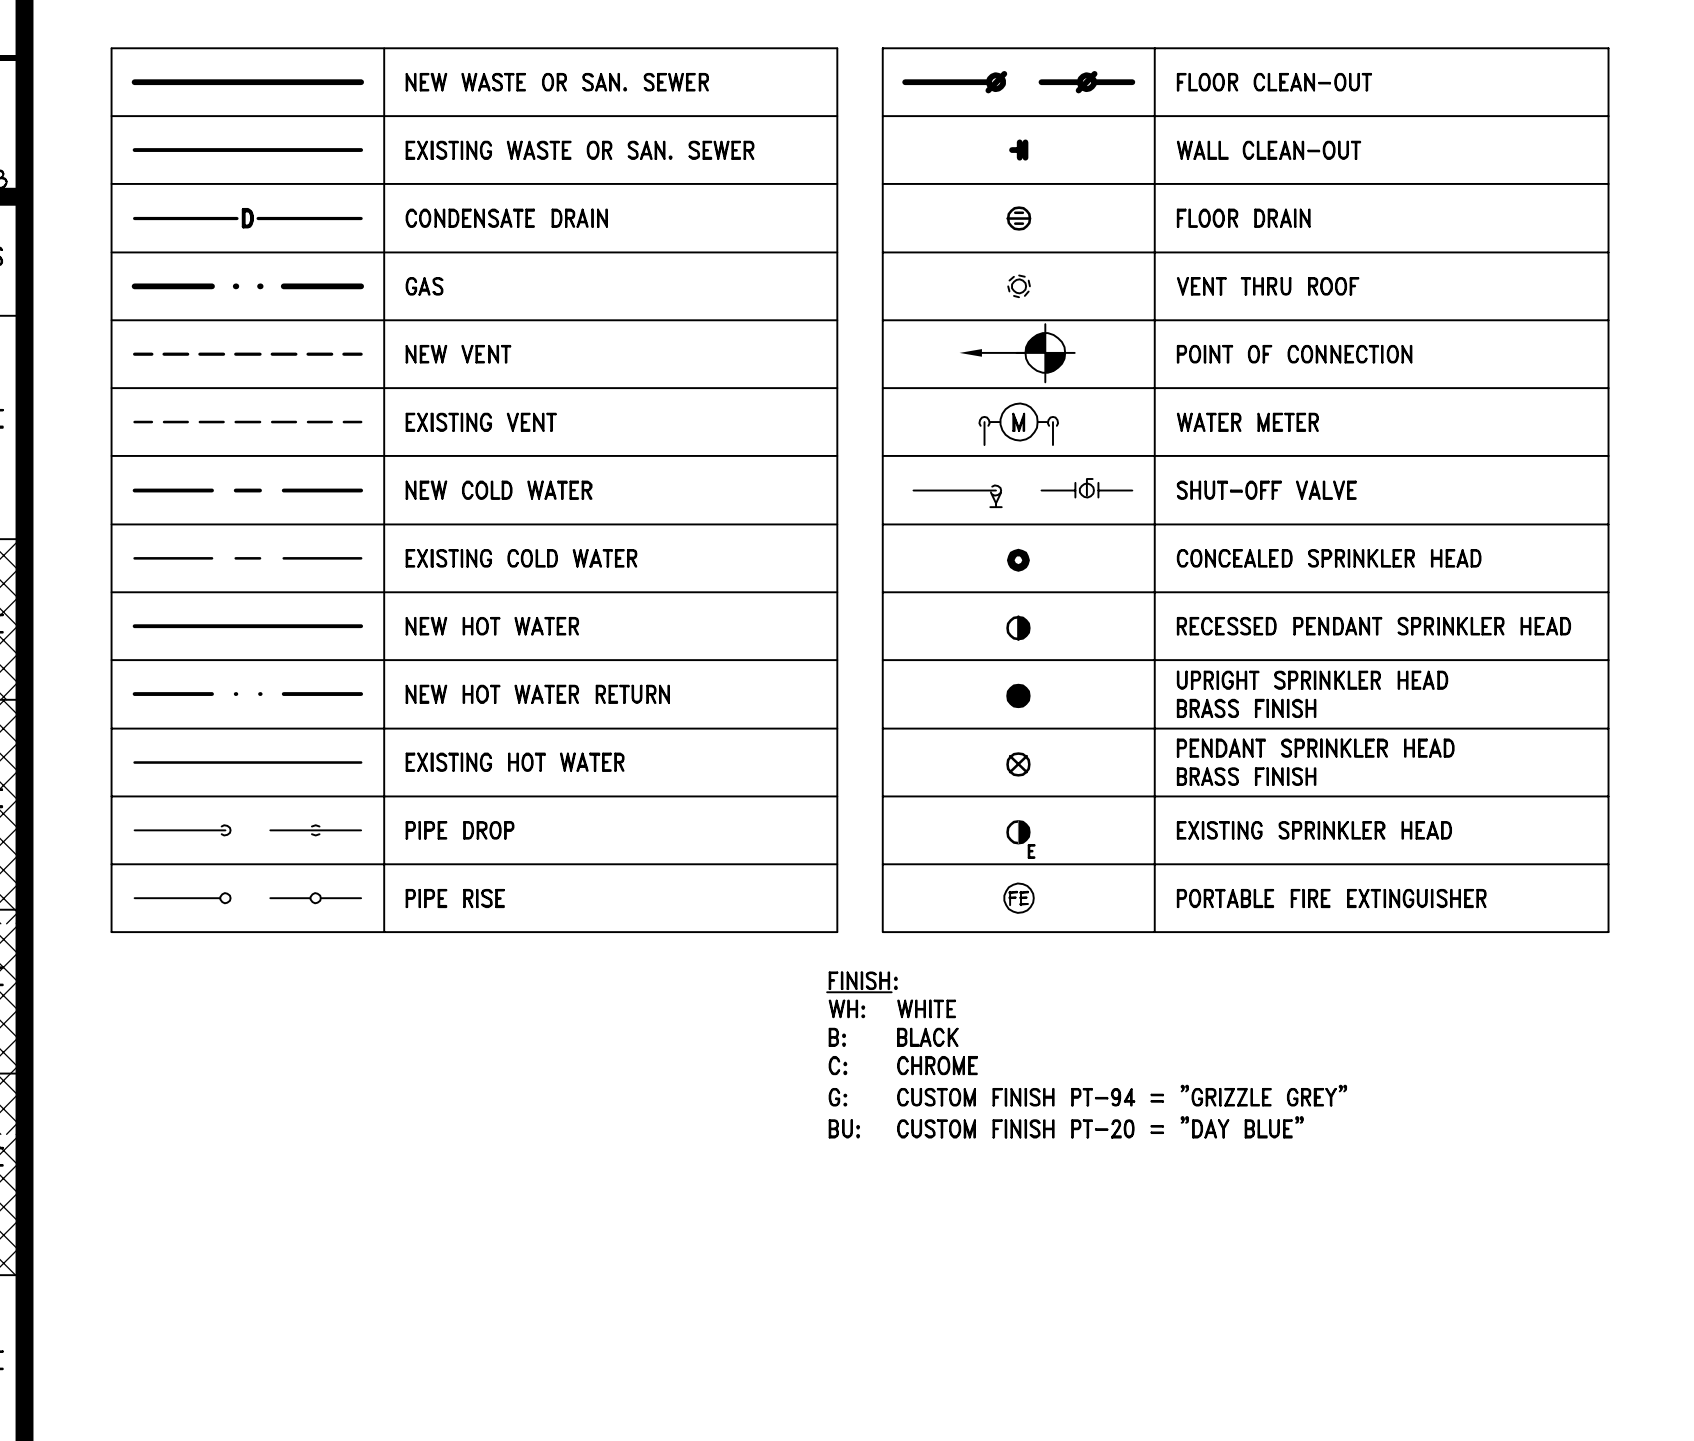 NEW WASTE OR SAN. SEWER
EXISTING WASTE OR SAN. SEWER
D CONDENSATE DRAIN
GAS
NEW VENT
EXISTING VENT
NEW COLD WATER
EXISTING COLD WATER
NEW HOT WATER
NEW HOT WATER RETURN
EXISTING HOT WATER
PIPE DROP
PIPE RISE
FLOOR CLEAN-OUT
WALL CLEAN-OUT
FLOOR DRAIN
VENT THRU ROOF
POINT OF CONNECTION
M WATER METER
SHUT-OFF VALVE
CONCEALED SPRINKLER HEAD
RECESSED PENDANT SPRINKLER HEAD
UPRIGHT SPRINKLER HEAD
BRASS FINISH
PENDANT SPRINKLER HEAD
BRASS FINISH
E EXISTING SPRINKLER HEAD
FE PORTABLE FIRE EXTINGUISHER
FINISH:
WH: WHITE
B: BLACK
C: CHROME
G: CUSTOM FINISH PT-94 = "GRIZZLE GREY"
BU: CUSTOM FINISH PT-20 = "DAY BLUE"